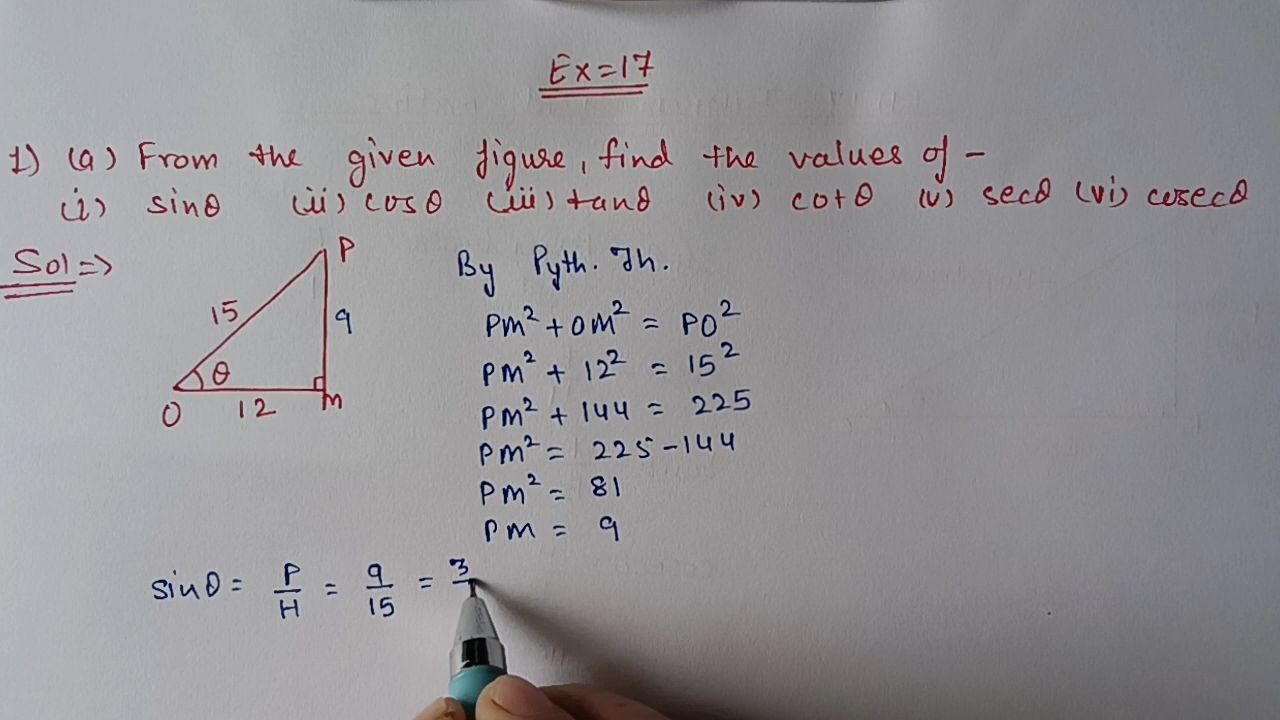 Ex=17
1) (a) From the given figure, find the values of -
(i) sinθ (ii) cosθ (iii) tanθ (iv) cotθ (v) secθ (vi) cosecθ
Sol=>
P
15
9
θ
O 12 M
By Pyth. Th.
PM² + OM² = PO²
PM² + 12² = 15²
PM² + 144 = 225
PM² = 225 - 144
PM² = 81
PM = 9
sinθ = P/H = 9/15 = 3